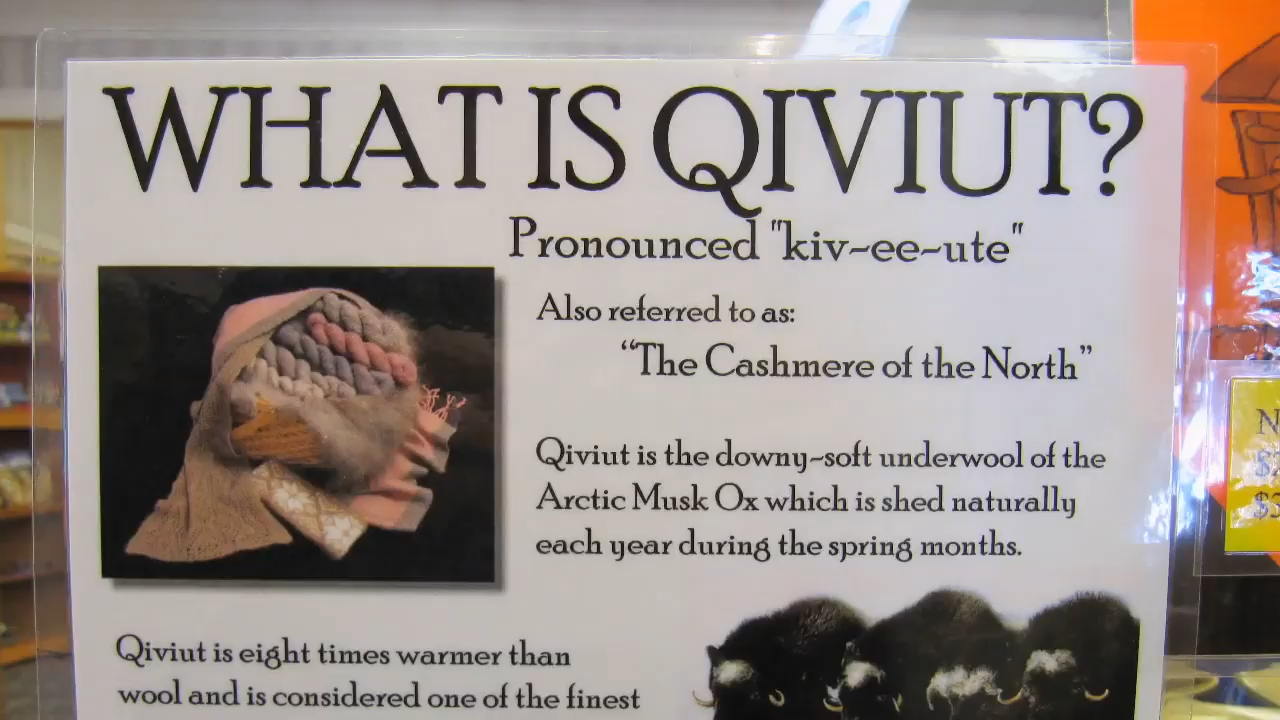 WHAT IS QIVIUT?
Pronounced "kiv-ee-ute"
Also referred to as:
“The Cashmere of the North”
Qiviut is the downy-soft underwool of the
Arctic Musk Ox which is shed naturally
each year during the spring months.
Qiviut is eight times warmer than
wool and is considered one of the finest